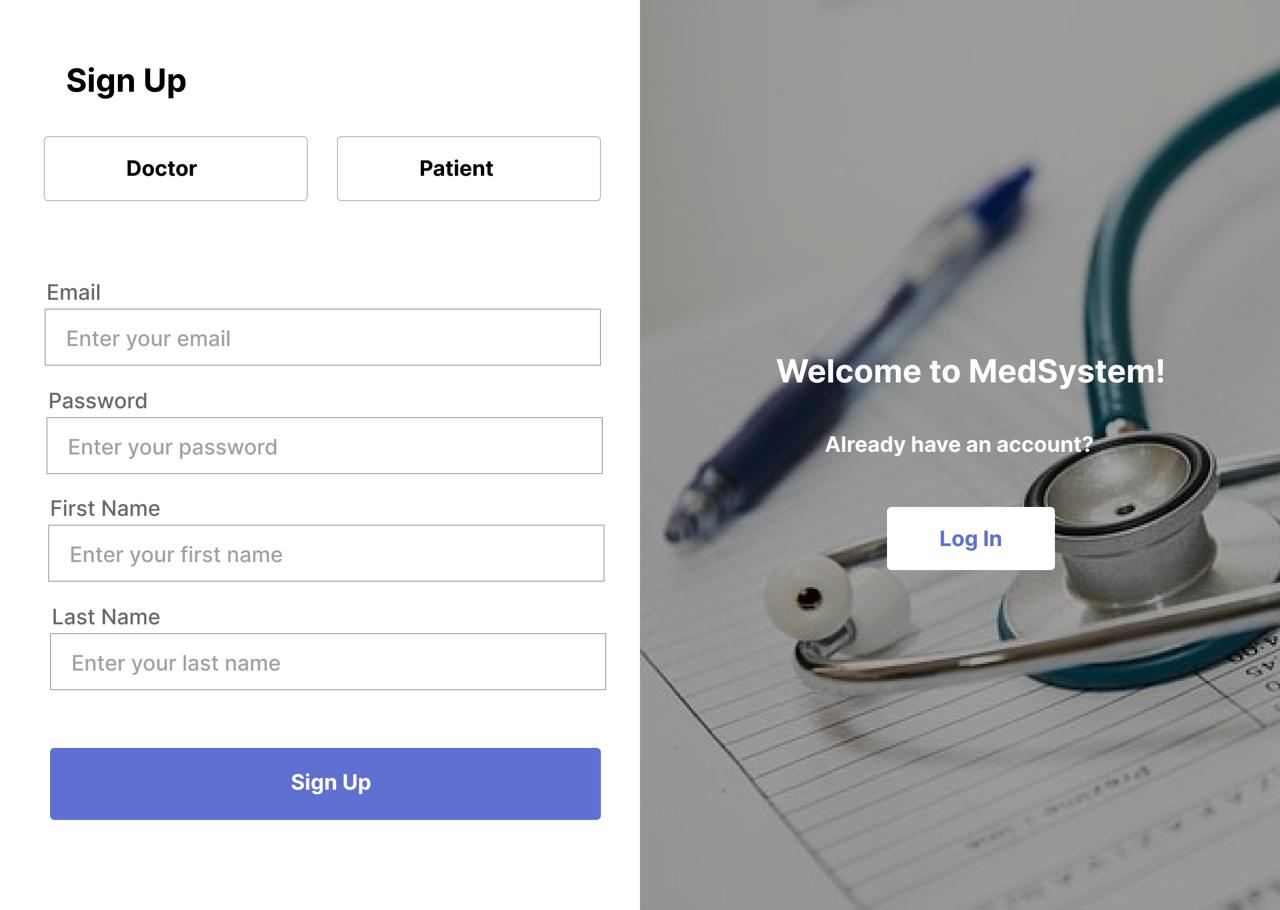 Sign Up
Doctor
Patient
Email
Enter your email
Password
Enter your password
First Name
Enter your first name
Last Name
Enter your last name
Sign Up
Welcome to MedSystem!
Already have an account?
Log In